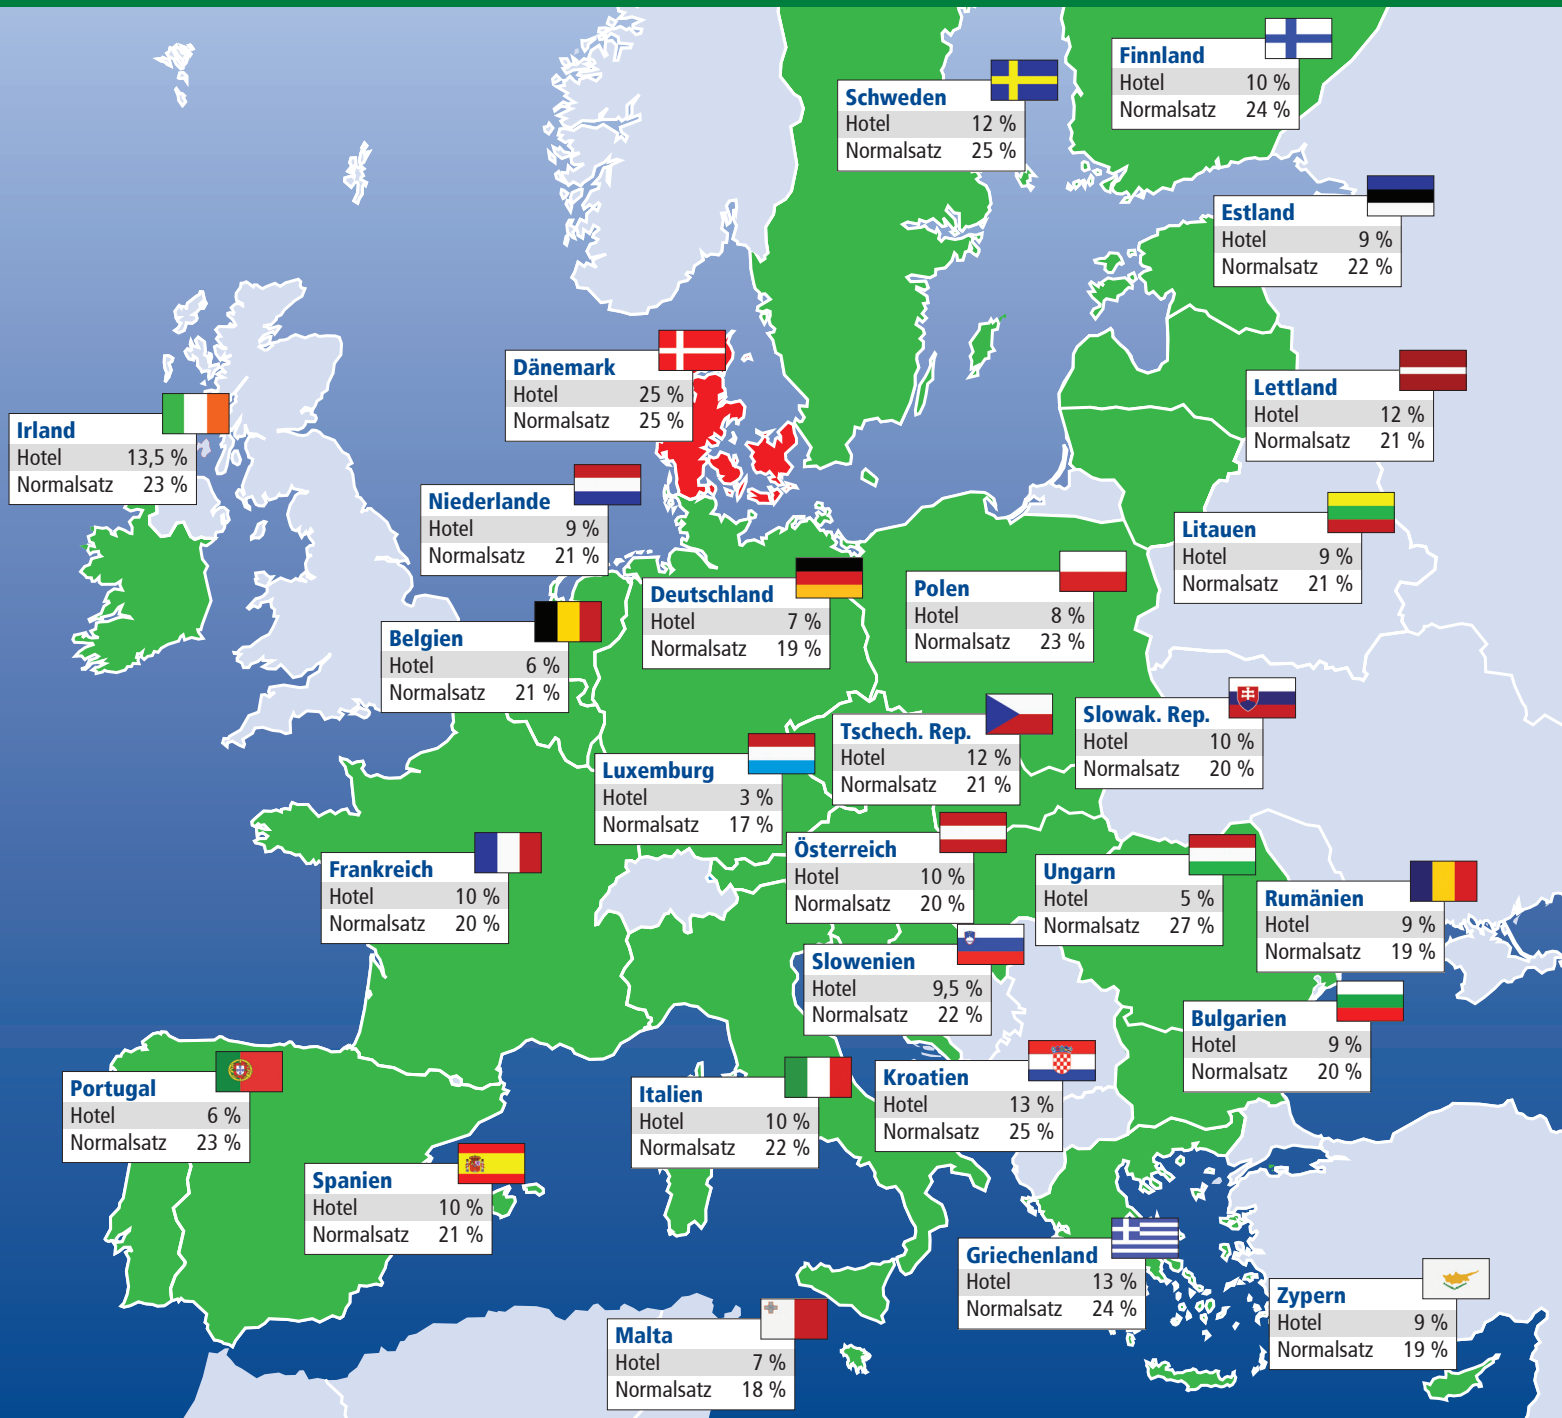 Finnland
Hotel 10 %
Normalsatz 24 %
Schweden
Hotel 12 %
Normalsatz 25 %
Estland
Hotel 9 %
Normalsatz 22 %
Dänemark
Hotel 25 %
Normalsatz 25 %
Lettland
Hotel 12 %
Normalsatz 21 %
Irland
Hotel 13,5 %
Normalsatz 23 %
Niederlande
Hotel 9 %
Normalsatz 21 %
Litauen
Hotel 9 %
Normalsatz 21 %
Deutschland
Hotel 7 %
Normalsatz 19 %
Polen
Hotel 8 %
Normalsatz 23 %
Belgien
Hotel 6 %
Normalsatz 21 %
Slowak. Rep.
Hotel 10 %
Normalsatz 20 %
Tschech. Rep.
Hotel 12 %
Normalsatz 21 %
Luxemburg
Hotel 3 %
Normalsatz 17 %
Österreich
Hotel 10 %
Normalsatz 20 %
Frankreich
Hotel 10 %
Normalsatz 20 %
Ungarn
Hotel 5 %
Normalsatz 27 %
Rumänien
Hotel 9 %
Normalsatz 19 %
Slowenien
Hotel 9,5 %
Normalsatz 22 %
Bulgarien
Hotel 9 %
Normalsatz 20 %
Portugal
Hotel 6 %
Normalsatz 23 %
Italien
Hotel 10 %
Normalsatz 22 %
Kroatien
Hotel 13 %
Normalsatz 25 %
Spanien
Hotel 10 %
Normalsatz 21 %
Griechenland
Hotel 13 %
Normalsatz 24 %
Zypern
Hotel 9 %
Normalsatz 19 %
Malta
Hotel 7 %
Normalsatz 18 %